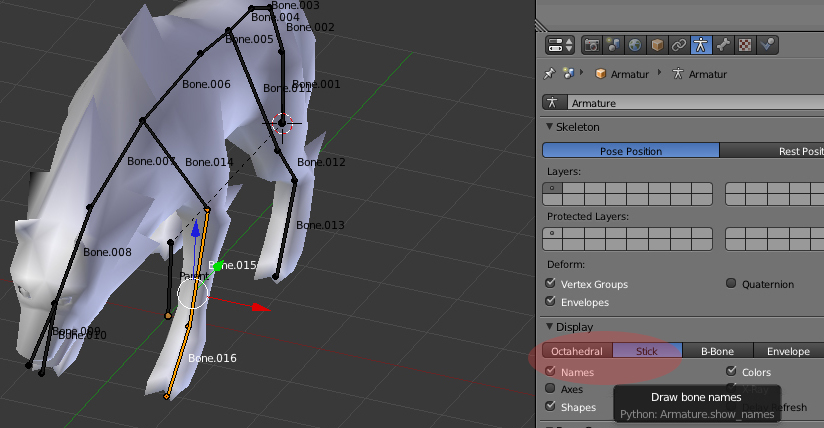 Bone.003
Bone.004
Bone.002
Bone.005
Bone.006
Bone.011
Bone.001
Bone.007
Bone.014
Bone.012
Bone.013
Bone.008
Bone.015
Parent
Bone.009
Bone.010
Bone.016
Armatur
Armatur
Armature
Skeleton
Pose Position
Rest Posit
Layers:
Protected Layers:
Deform:
Vertex Groups
Quaternion
Envelopes
Display
Octahedral
Stick
B-Bone
Envelope
Names
Colors
Axes
X-Ray
Shapes
Refresh
Draw bone names
Python: Armature.show_names